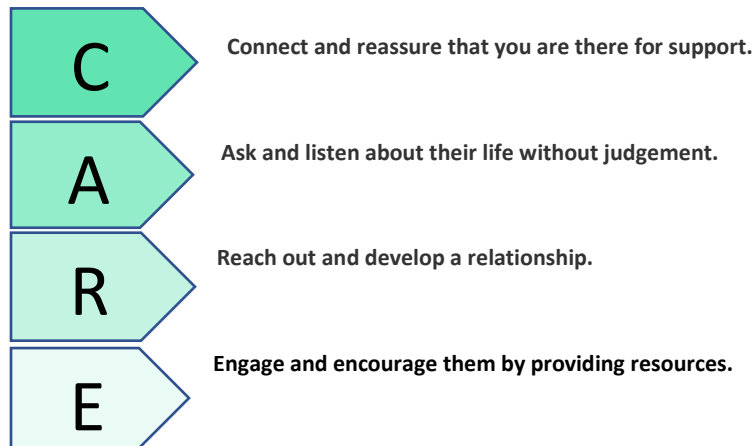 C
Connect and reassure that you are there for support.
A
Ask and listen about their life without judgement.
R
Reach out and develop a relationship.
E
Engage and encourage them by providing resources.